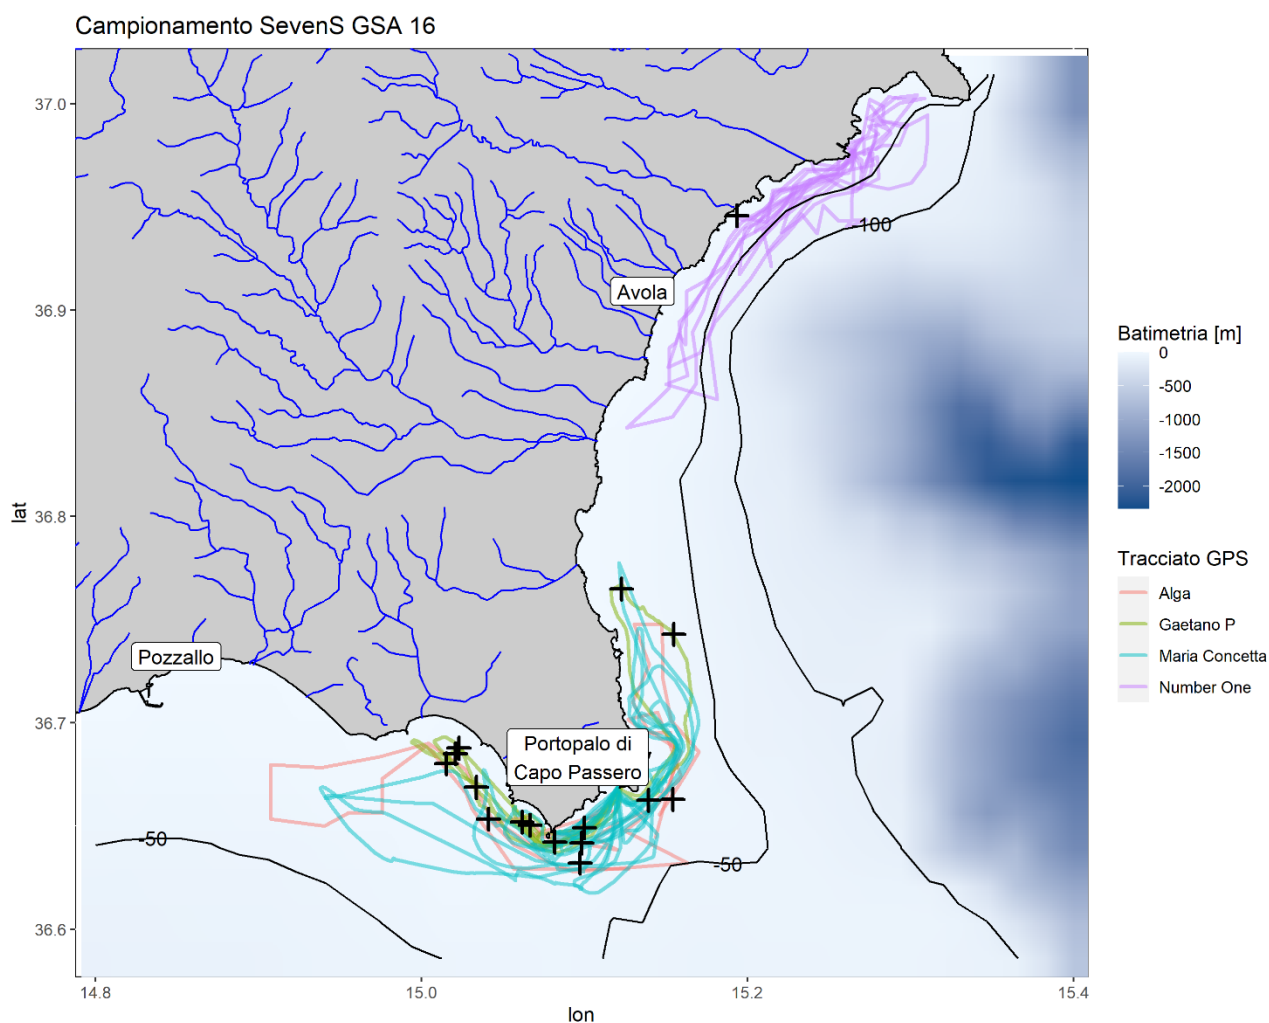 Campionamento SevenS GSA 16
37.0
36.9
36.8
36.7
36.6
lat
14.8
15.0
15.2
15.4
lon
Avola
-100
Pozzallo
Portopalo di
Capo Passero
-50
-50
Batimetria [m]
0
-500
-1000
-1500
-2000
Tracciato GPS
Alga
Gaetano P
Maria Concetta
Number One